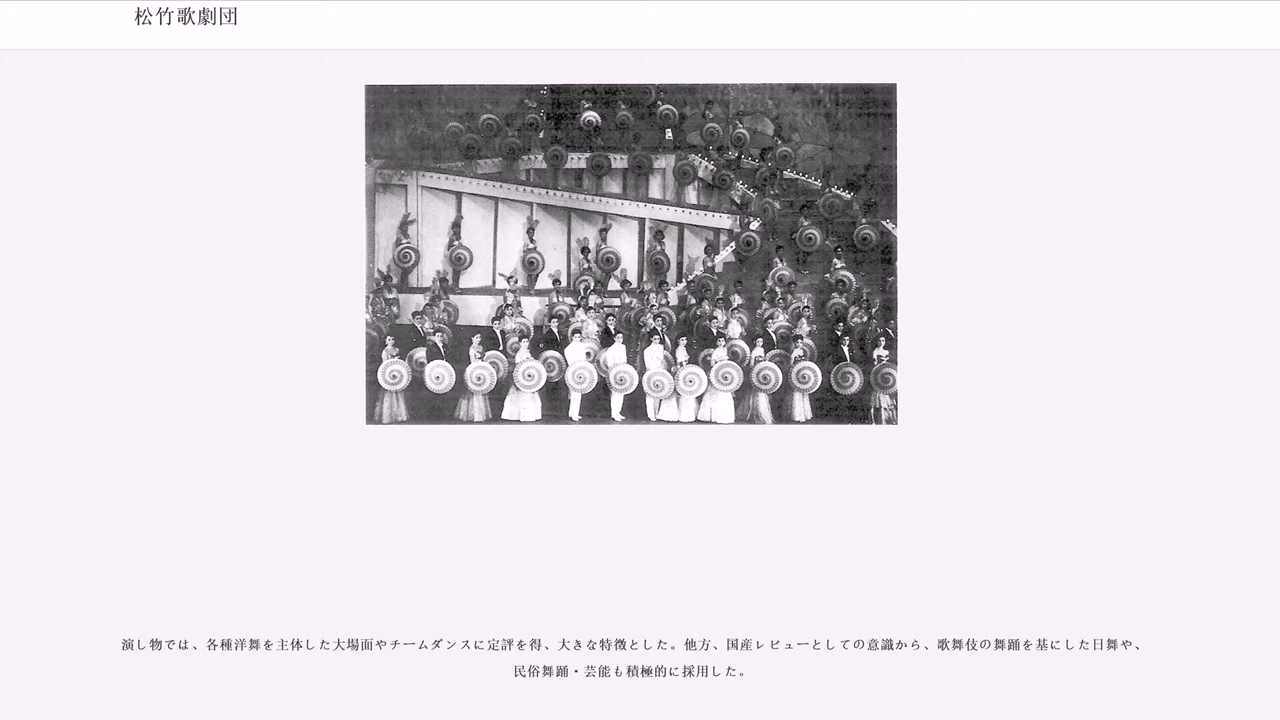 松竹歌劇団
演し物では、各種洋舞を主体した大場面やチームダンスに定評を得、大きな特徴とした。他方、国産レビューとしての意識から、歌舞伎の舞踊を基にした日舞や、
民俗舞踊・芸能も積極的に採用した。